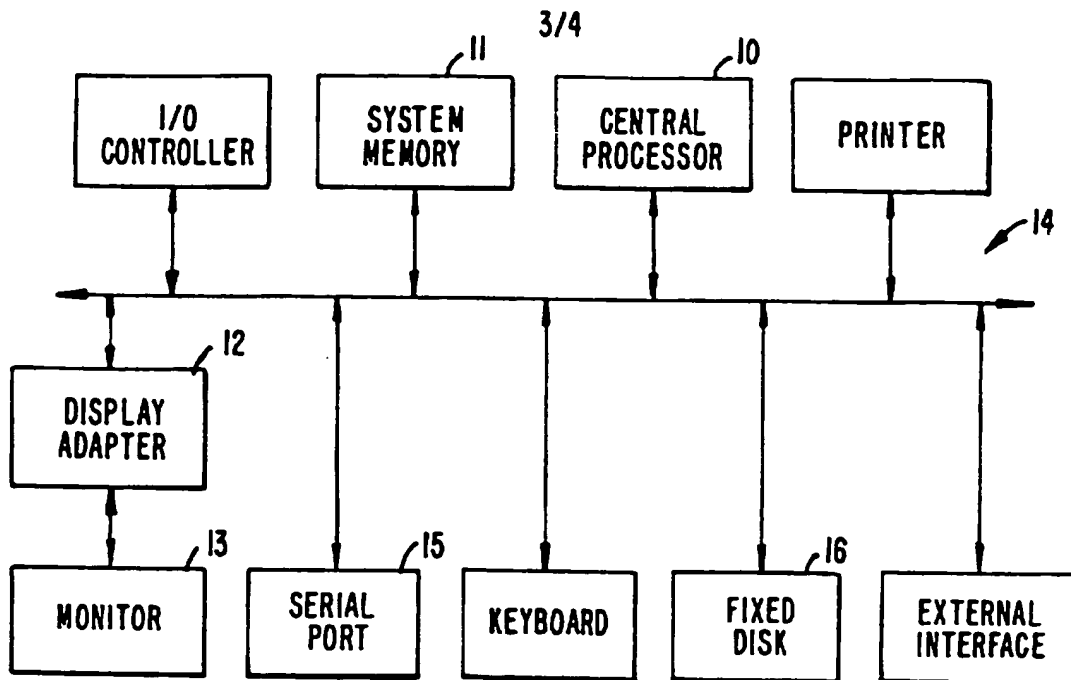 3/4
11
10
I/O
CONTROLLER
SYSTEM
MEMORY
CENTRAL
PROCESSOR
PRINTER
14
12
DISPLAY
ADAPTER
13
15
16
MONITOR
SERIAL
PORT
KEYBOARD
FIXED
DISK
EXTERNAL
INTERFACE